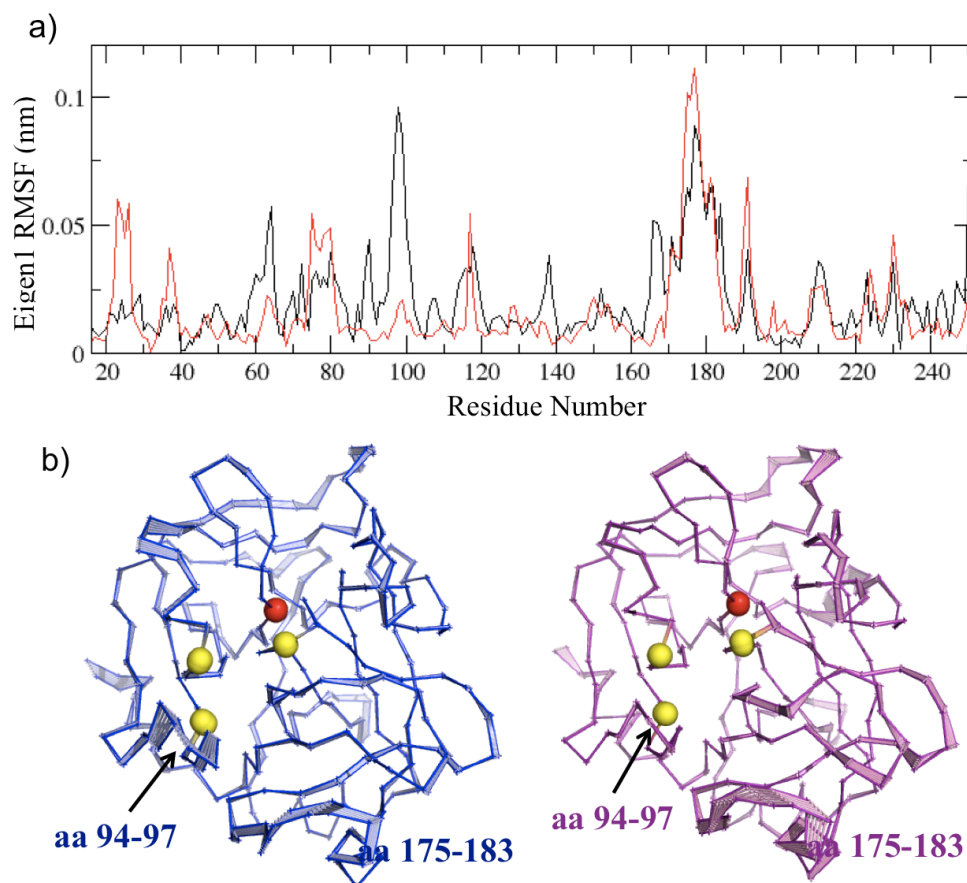 a)
Eigen1 RMSF (nm)
0.1
0.05
0
20 40 60 80 100 120 140 160 180 200 220 240
Residue Number
b)
aa 94-97
aa 175-183
aa 94-97
aa 175-183